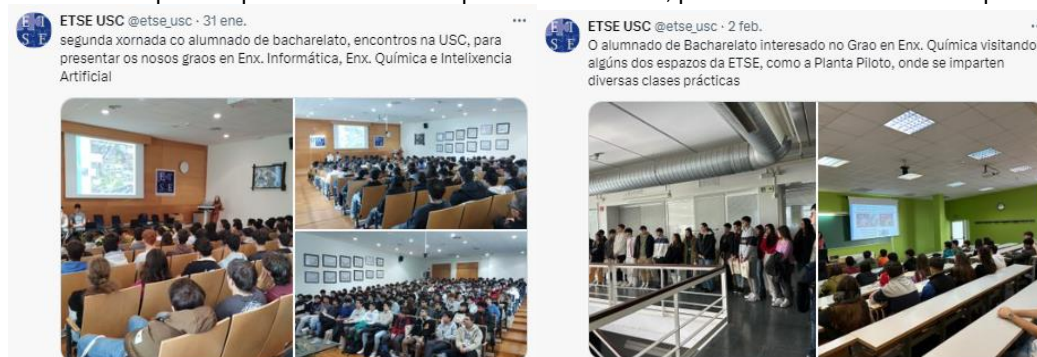 ETSE USC @etse_usc · 31 ene.
segunda xornada co alumnado de bacharelato, encontros na USC, para
presentar os nosos graos en Enx. Informática, Enx. Química e Intelixencia
Artificial
ETSE USC @etse_usc · 2 feb.
O alumnado de Bacharelato interesado no Grao en Enx. Química visitando
algúns dos espazos da ETSE, como a Planta Piloto, onde se imparten
diversas clases prácticas